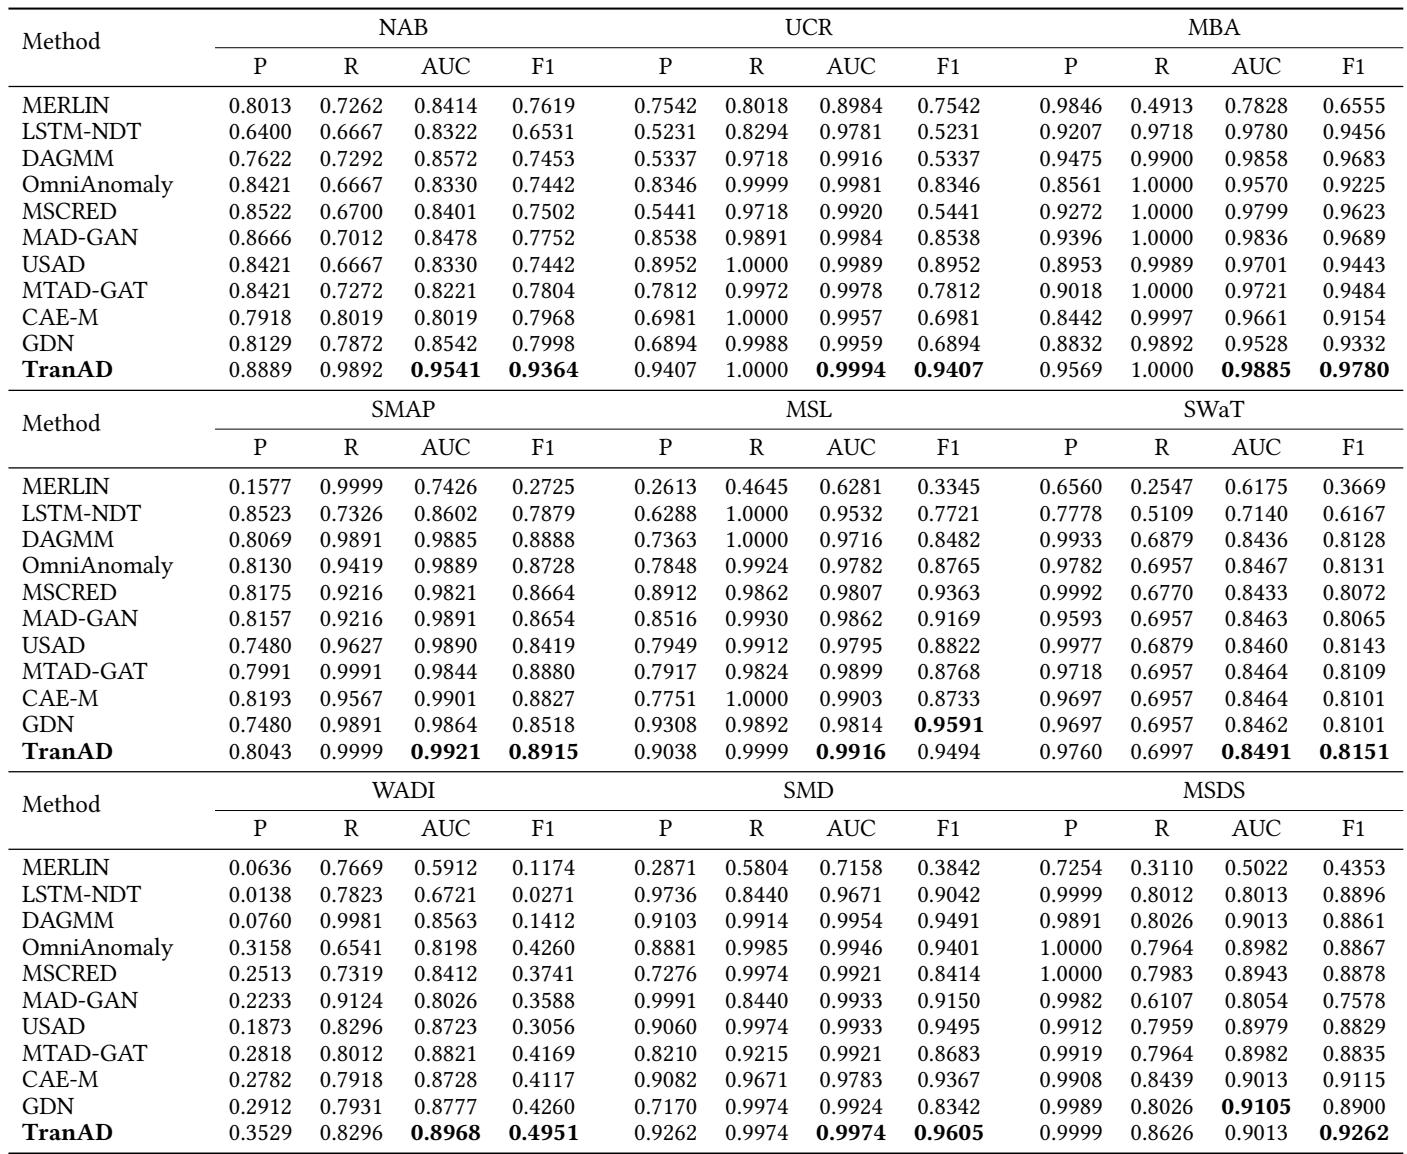 Method NAB UCR MBA
P R AUC F1 P R AUC F1 P R AUC F1
MERLIN 0.8013 0.7262 0.8414 0.7619 0.7542 0.8018 0.8984 0.7542 0.9846 0.4913 0.7828 0.6555
LSTM-NDT 0.6400 0.6667 0.8322 0.6531 0.5231 0.8294 0.9781 0.5231 0.9207 0.9718 0.9780 0.9456
DAGMM 0.7622 0.7292 0.8572 0.7453 0.5337 0.9718 0.9916 0.5337 0.9475 0.9900 0.9858 0.9683
OmniAnomaly 0.8421 0.6667 0.8330 0.7442 0.8346 0.9999 0.9981 0.8346 0.8561 1.0000 0.9570 0.9225
MSCRED 0.8522 0.6700 0.8401 0.7502 0.5441 0.9718 0.9920 0.5441 0.9272 1.0000 0.9799 0.9623
MAD-GAN 0.8666 0.7012 0.8478 0.7752 0.8538 0.9891 0.9984 0.8538 0.9396 1.0000 0.9836 0.9689
USAD 0.8421 0.6667 0.8330 0.7442 0.8952 1.0000 0.9989 0.8952 0.8953 0.9989 0.9701 0.9443
MTAD-GAT 0.8421 0.7272 0.8221 0.7804 0.7812 0.9972 0.9978 0.7812 0.9018 1.0000 0.9721 0.9484
CAE-M 0.7918 0.8019 0.8019 0.7968 0.6981 1.0000 0.9957 0.6981 0.8442 0.9997 0.9661 0.9154
GDN 0.8129 0.7872 0.8542 0.7998 0.6894 0.9988 0.9959 0.6894 0.8832 0.9892 0.9528 0.9332
TranAD 0.8889 0.9892 0.9541 0.9364 0.9407 1.0000 0.9994 0.9407 0.9569 1.0000 0.9885 0.9780
Method SMAP MSL SWaT
P R AUC F1 P R AUC F1 P R AUC F1
MERLIN 0.1577 0.9999 0.7426 0.2725 0.2613 0.4645 0.6281 0.3345 0.6560 0.2547 0.6175 0.3669
LSTM-NDT 0.8523 0.7326 0.8602 0.7879 0.6288 1.0000 0.9532 0.7721 0.7778 0.5109 0.7140 0.6167
DAGMM 0.8069 0.9891 0.9885 0.8888 0.7363 1.0000 0.9716 0.8482 0.9933 0.6879 0.8436 0.8128
OmniAnomaly 0.8130 0.9419 0.9889 0.8728 0.7848 0.9924 0.9782 0.8765 0.9782 0.6957 0.8467 0.8131
MSCRED 0.8175 0.9216 0.9821 0.8664 0.8912 0.9862 0.9807 0.9363 0.9992 0.6770 0.8433 0.8072
MAD-GAN 0.8157 0.9216 0.9891 0.8654 0.8516 0.9930 0.9862 0.9169 0.9593 0.6957 0.8463 0.8065
USAD 0.7480 0.9627 0.9890 0.8419 0.7949 0.9912 0.9795 0.8822 0.9977 0.6879 0.8460 0.8143
MTAD-GAT 0.7991 0.9991 0.9844 0.8880 0.7917 0.9824 0.9899 0.8768 0.9718 0.6957 0.8464 0.8109
CAE-M 0.8193 0.9567 0.9901 0.8827 0.7751 1.0000 0.9903 0.8733 0.9697 0.6957 0.8464 0.8101
GDN 0.7480 0.9891 0.9864 0.8518 0.9308 0.9892 0.9814 0.9591 0.9697 0.6957 0.8462 0.8101
TranAD 0.8043 0.9999 0.9921 0.8915 0.9038 0.9999 0.9916 0.9494 0.9760 0.6997 0.8491 0.8151
Method WADI SMD MSDS
P R AUC F1 P R AUC F1 P R AUC F1
MERLIN 0.0636 0.7669 0.5912 0.1174 0.2871 0.5804 0.7158 0.3842 0.7254 0.3110 0.5022 0.4353
LSTM-NDT 0.0138 0.7823 0.6721 0.0271 0.9736 0.8440 0.9671 0.9042 0.9999 0.8012 0.8013 0.8896
DAGMM 0.0760 0.9981 0.8563 0.1412 0.9103 0.9914 0.9954 0.9491 0.9891 0.8026 0.9013 0.8861
OmniAnomaly 0.3158 0.6541 0.8198 0.4260 0.8881 0.9985 0.9946 0.9401 1.0000 0.7964 0.8982 0.8867
MSCRED 0.2513 0.7319 0.8412 0.3741 0.7276 0.9974 0.9921 0.8414 1.0000 0.7983 0.8943 0.8878
MAD-GAN 0.2233 0.9124 0.8026 0.3588 0.9991 0.8440 0.9933 0.9150 0.9982 0.6107 0.8054 0.7578
USAD 0.1873 0.8296 0.8723 0.3056 0.9060 0.9974 0.9933 0.9495 0.9912 0.7959 0.8979 0.8829
MTAD-GAT 0.2818 0.8012 0.8821 0.4169 0.8210 0.9215 0.9921 0.8683 0.9919 0.7964 0.8982 0.8835
CAE-M 0.2782 0.7918 0.8728 0.4117 0.9082 0.9671 0.9783 0.9367 0.9908 0.8439 0.9013 0.9115
GDN 0.2912 0.7931 0.8777 0.4260 0.7170 0.9974 0.9924 0.8342 0.9989 0.8026 0.9105 0.8900
TranAD 0.3529 0.8296 0.8968 0.4951 0.9262 0.9974 0.9974 0.9605 0.9999 0.8626 0.9013 0.9262